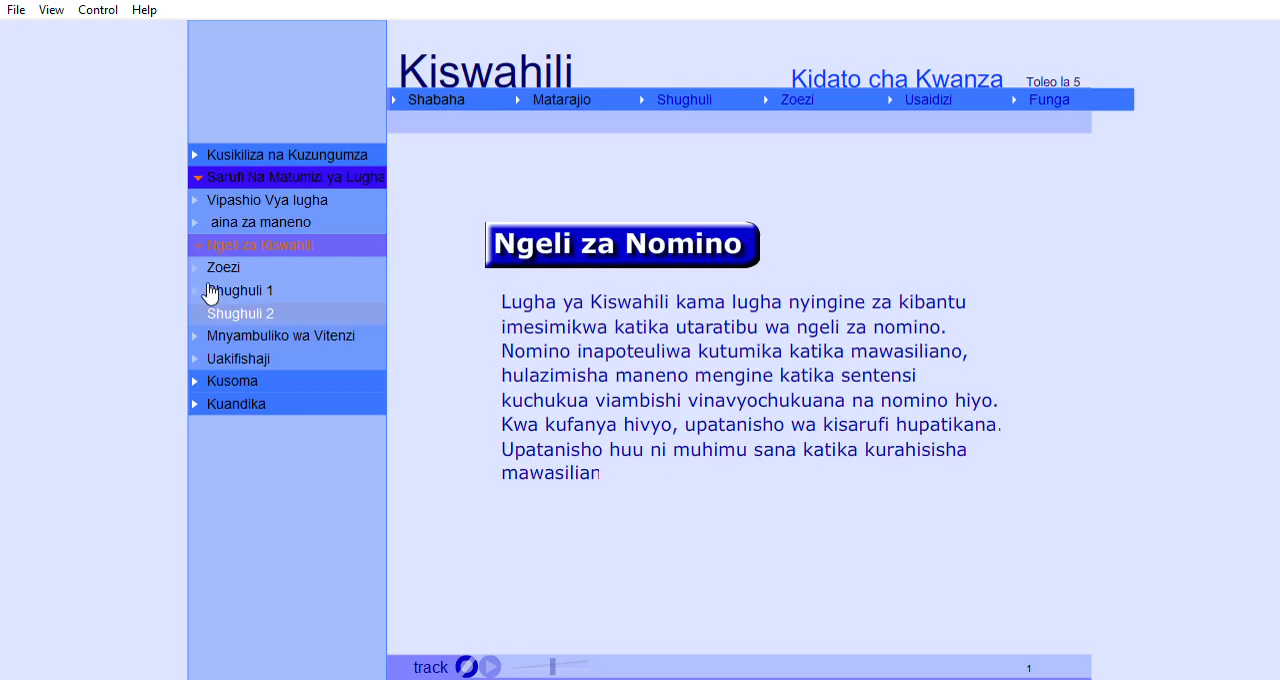 File View Control Help
Kiswahili
Kidato cha Kwanza
Toleo la 5
Shabaha
Matarajio
Shughuli
Zoezi
Usaidizi
Funga
Kusikiliza na Kuzungumza
Sarufi Na Matumizi ya Lugha
Vipashio Vya lugha
aina za maneno
Ngeli za Kiswahili
Zoezi
Shughuli 1
Shughuli 2
Mnyambuliko wa Vitenzi
Uakifishaji
Kusoma
Kuandika
Ngeli za Nomino
Lugha ya Kiswahili kama lugha nyingine za kibantu
imesimikwa katika utaratibu wa ngeli za nomino.
Nomino inapoteuliwa kutumika katika mawasiliano,
hulazimisha maneno mengine katika sentensi
kuchukua viambishi vinavyochukuana na nomino hiyo.
Kwa kufanya hivyo, upatanisho wa kisarufi hupatikana.
Upatanisho huu ni muhimu sana katika kurahisisha
mawasilian
track
1